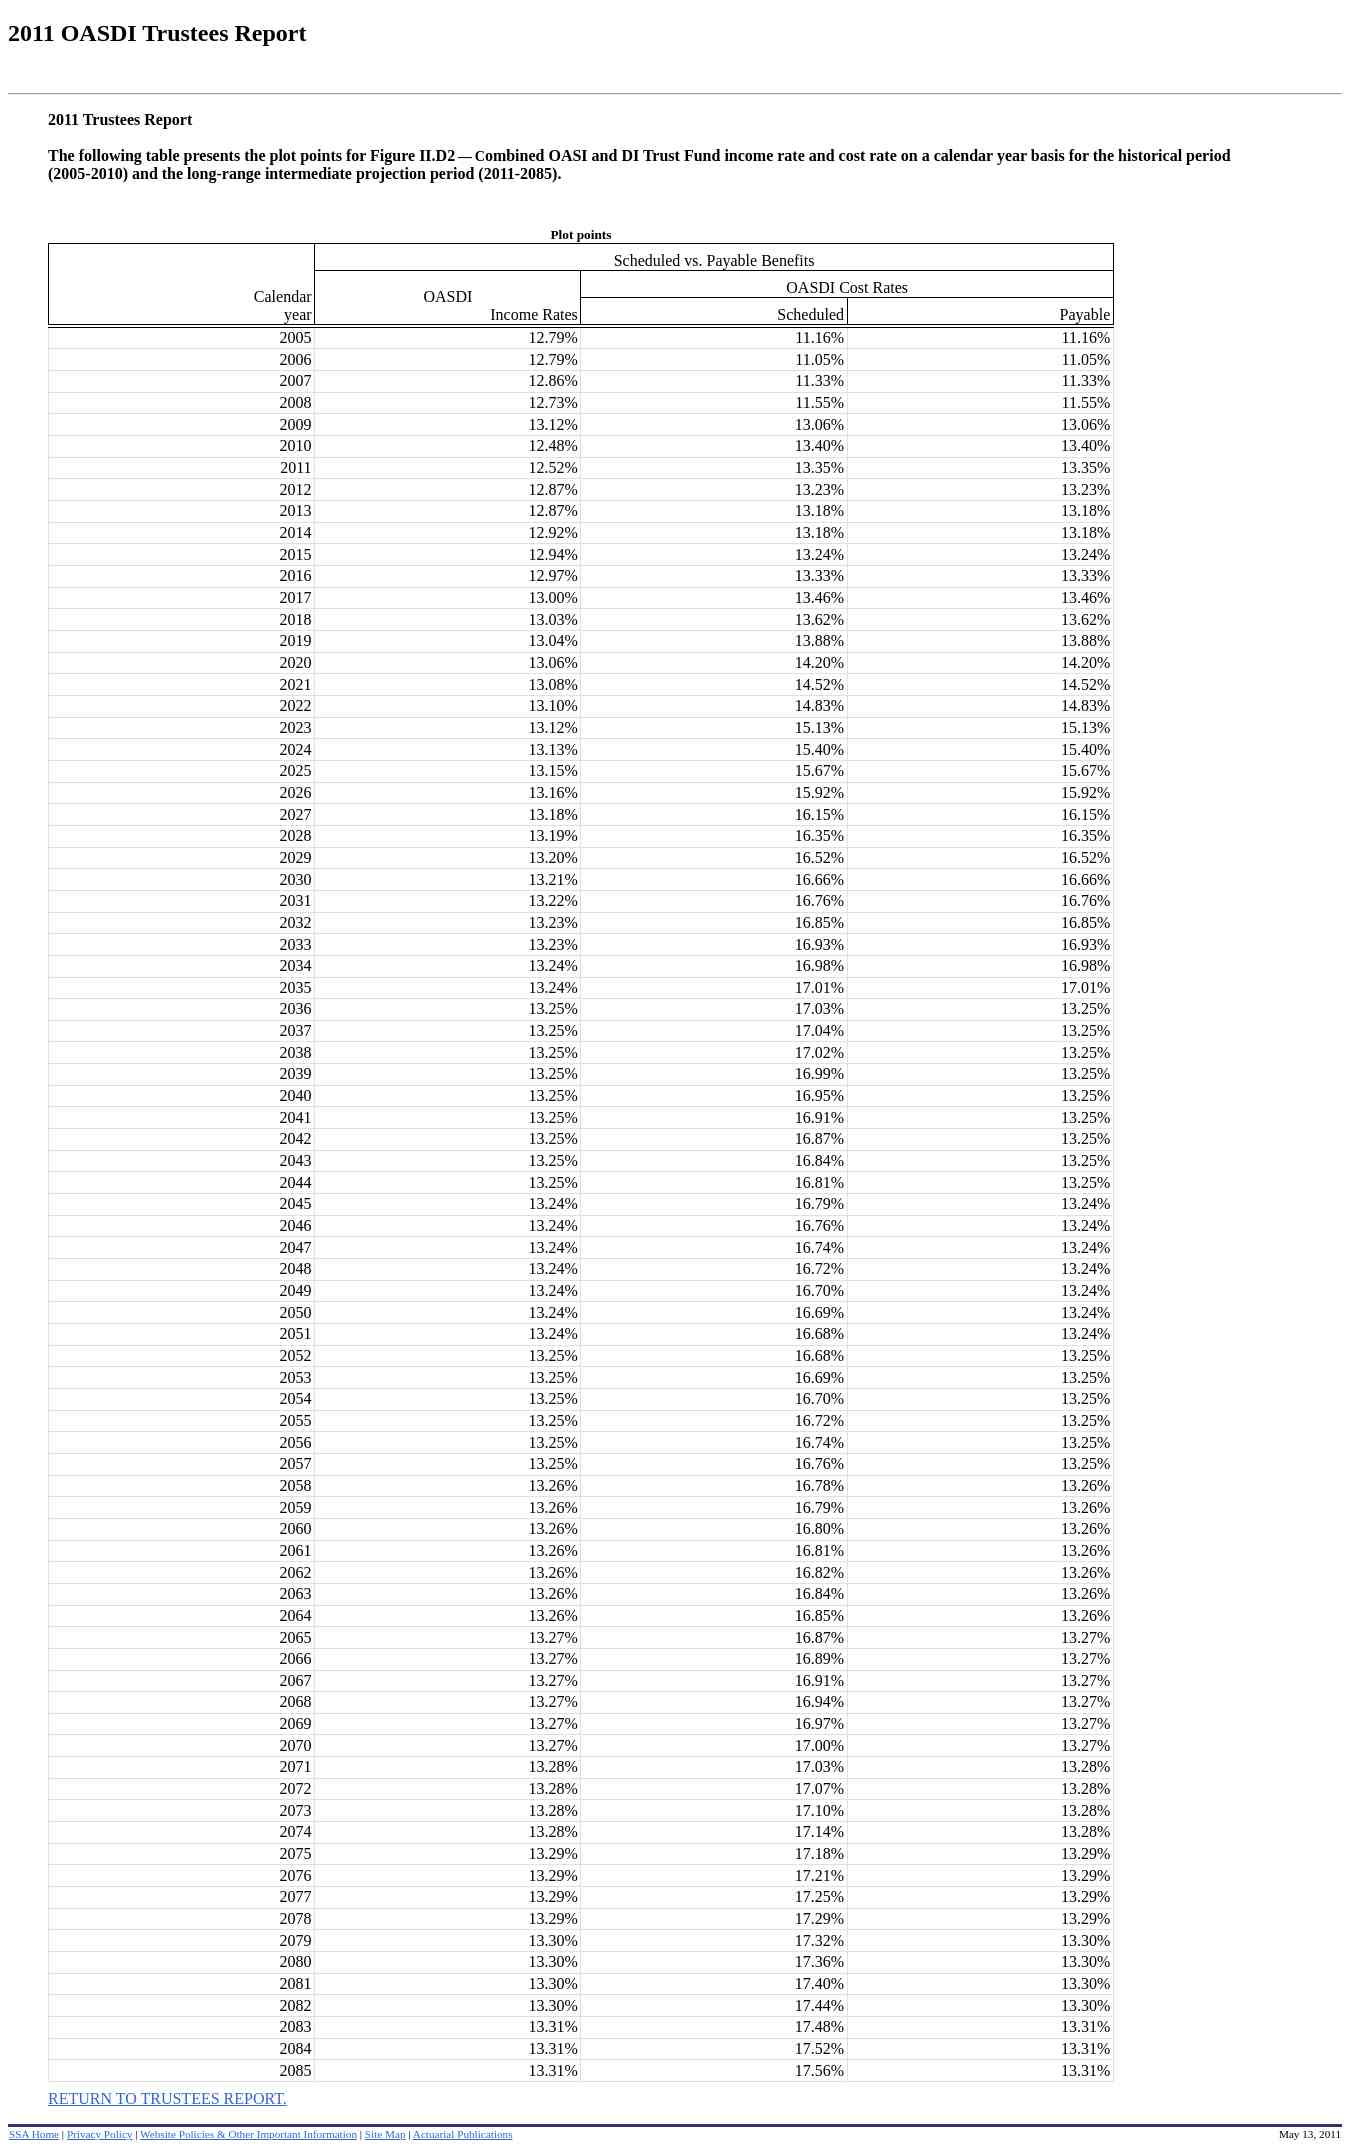 2011 OASDI Trustees Report
2011 Trustees Report
The following table presents the plot points for Figure II.D2 — Combined OASI and DI Trust Fund income rate and cost rate on a calendar year basis for the historical period
(2005-2010) and the long-range intermediate projection period (2011-2085).
Plot points
Scheduled vs. Payable Benefits
OASDI Cost Rates
Calendar OASDI
year Income Rates Scheduled Payable
2005 12.79% 11.16% 11.16%
2006 12.79% 11.05% 11.05%
2007 12.86% 11.33% 11.33%
2008 12.73% 11.55% 11.55%
2009 13.12% 13.06% 13.06%
2010 12.48% 13.40% 13.40%
2011 12.52% 13.35% 13.35%
2012 12.87% 13.23% 13.23%
2013 12.87% 13.18% 13.18%
2014 12.92% 13.18% 13.18%
2015 12.94% 13.24% 13.24%
2016 12.97% 13.33% 13.33%
2017 13.00% 13.46% 13.46%
2018 13.03% 13.62% 13.62%
2019 13.04% 13.88% 13.88%
2020 13.06% 14.20% 14.20%
2021 13.08% 14.52% 14.52%
2022 13.10% 14.83% 14.83%
2023 13.12% 15.13% 15.13%
2024 13.13% 15.40% 15.40%
2025 13.15% 15.67% 15.67%
2026 13.16% 15.92% 15.92%
2027 13.18% 16.15% 16.15%
2028 13.19% 16.35% 16.35%
2029 13.20% 16.52% 16.52%
2030 13.21% 16.66% 16.66%
2031 13.22% 16.76% 16.76%
2032 13.23% 16.85% 16.85%
2033 13.23% 16.93% 16.93%
2034 13.24% 16.98% 16.98%
2035 13.24% 17.01% 17.01%
2036 13.25% 17.03% 13.25%
2037 13.25% 17.04% 13.25%
2038 13.25% 17.02% 13.25%
2039 13.25% 16.99% 13.25%
2040 13.25% 16.95% 13.25%
2041 13.25% 16.91% 13.25%
2042 13.25% 16.87% 13.25%
2043 13.25% 16.84% 13.25%
2044 13.25% 16.81% 13.25%
2045 13.24% 16.79% 13.24%
2046 13.24% 16.76% 13.24%
2047 13.24% 16.74% 13.24%
2048 13.24% 16.72% 13.24%
2049 13.24% 16.70% 13.24%
2050 13.24% 16.69% 13.24%
2051 13.24% 16.68% 13.24%
2052 13.25% 16.68% 13.25%
2053 13.25% 16.69% 13.25%
2054 13.25% 16.70% 13.25%
2055 13.25% 16.72% 13.25%
2056 13.25% 16.74% 13.25%
2057 13.25% 16.76% 13.25%
2058 13.26% 16.78% 13.26%
2059 13.26% 16.79% 13.26%
2060 13.26% 16.80% 13.26%
2061 13.26% 16.81% 13.26%
2062 13.26% 16.82% 13.26%
2063 13.26% 16.84% 13.26%
2064 13.26% 16.85% 13.26%
2065 13.27% 16.87% 13.27%
2066 13.27% 16.89% 13.27%
2067 13.27% 16.91% 13.27%
2068 13.27% 16.94% 13.27%
2069 13.27% 16.97% 13.27%
2070 13.27% 17.00% 13.27%
2071 13.28% 17.03% 13.28%
2072 13.28% 17.07% 13.28%
2073 13.28% 17.10% 13.28%
2074 13.28% 17.14% 13.28%
2075 13.29% 17.18% 13.29%
2076 13.29% 17.21% 13.29%
2077 13.29% 17.25% 13.29%
2078 13.29% 17.29% 13.29%
2079 13.30% 17.32% 13.30%
2080 13.30% 17.36% 13.30%
2081 13.30% 17.40% 13.30%
2082 13.30% 17.44% 13.30%
2083 13.31% 17.48% 13.31%
2084 13.31% 17.52% 13.31%
2085 13.31% 17.56% 13.31%
RETURN TO TRUSTEES REPORT.
SSA Home | Privacy Policy | Website Policies & Other Important Information | Site Map | Actuarial Publications May 13, 2011